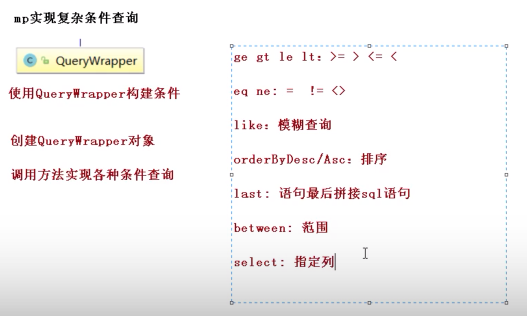 mp实现复杂条件查询
QueryWrapper
使用QueryWrapper构建条件
创建QueryWrapper对象
调用方法实现各种条件查询
ge gt le lt：>= > <= <
eq ne: =  != <>
like：模糊查询
orderByDesc/Asc：排序
last: 语句最后拼接sql语句
between: 范围
select: 指定列